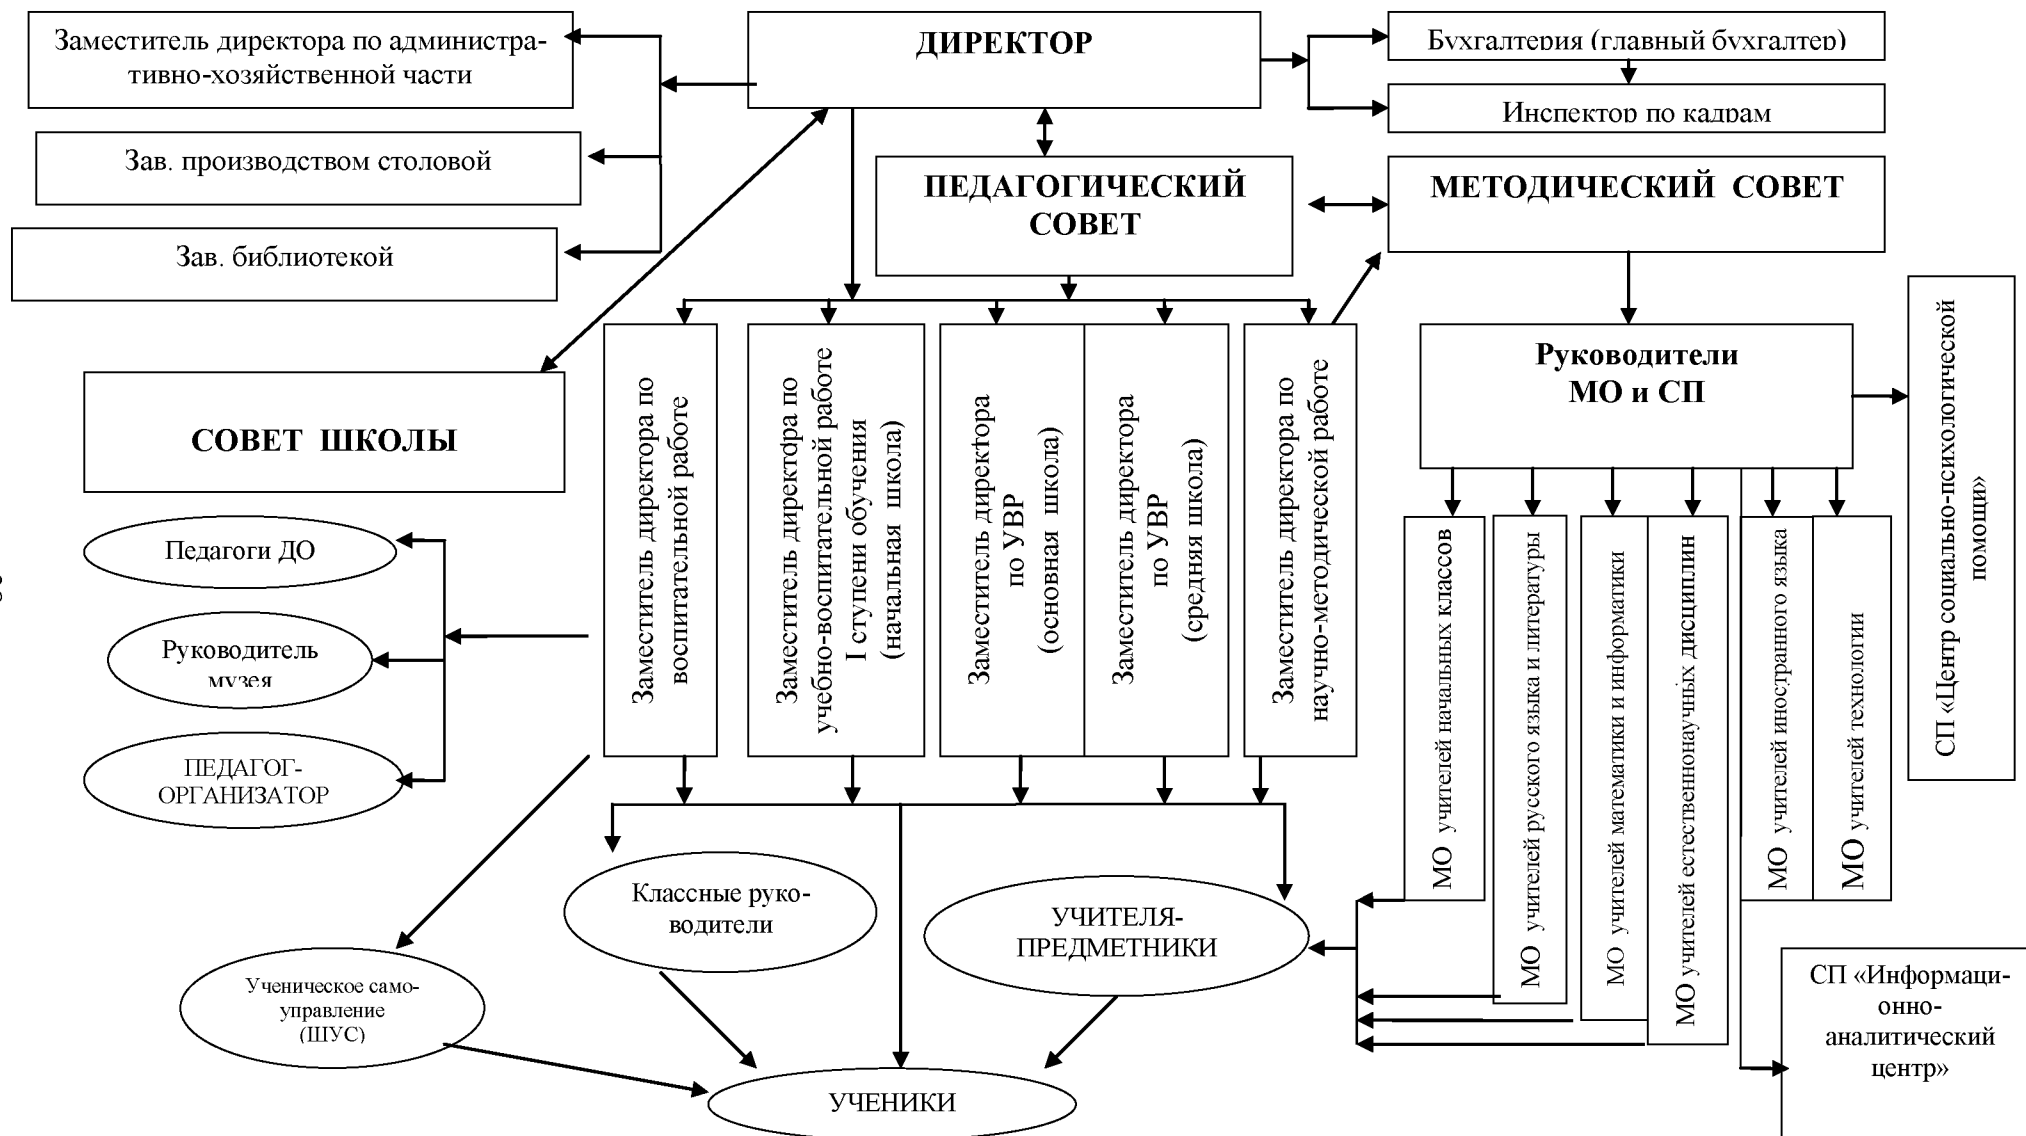 Заместитель директора по администра-
тивно-хозяйственной части
ДИРЕКТОР
Бухгалтерия (главный бухгалтер)
Инспектор по кадрам
Зав. производством столовой
ПЕДАГОГИЧЕСКИЙ
СОВЕТ
МЕТОДИЧЕСКИЙ СОВЕТ
Зав. библиотекой
СОВЕТ ШКОЛЫ
Заместитель директора по
воспитательной работе
Заместитель директора по
учебно-воспитательной работе
I ступени обучения
(начальная школа)
Заместитель директора
по УВР
(основная школа)
Заместитель директора
по УВР
(средняя школа)
Заместитель директора по
научно-методической работе
Руководители
МО и СП
СП «Центр социально-психологической
помощи»
Педагоги ДО
Руководитель
музея
ПЕДАГОГ-
ОРГАНИЗАТОР
МО учителей начальных классов
МО учителей русского языка и литературы
МО учителей математики и информатики
МО учителей естественнонаучных дисциплин
МО учителей иностранного языка
МО учителей технологии
Классные руко-
водители
УЧИТЕЛЯ-
ПРЕДМЕТНИКИ
Ученическое само-
управление
(ШУС)
СП «Информаци-
онно-
аналитический
центр»
УЧЕНИКИ